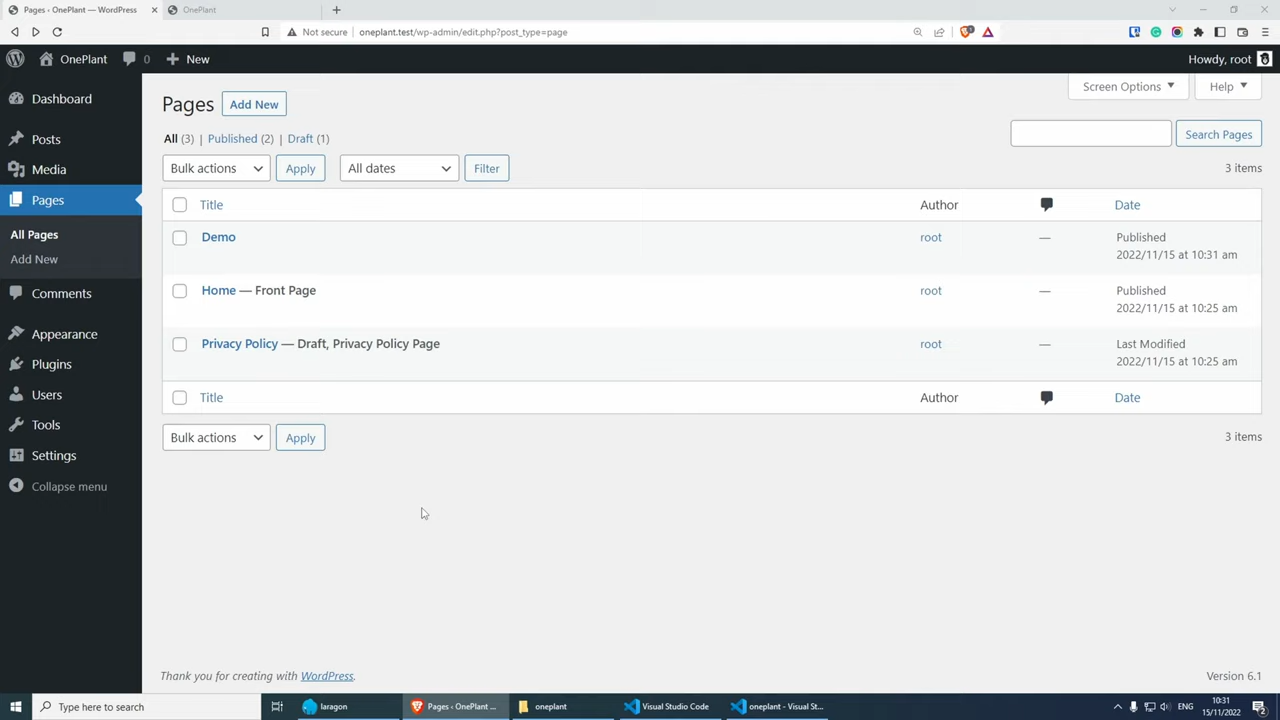 Pages ‹ OnePlant — WordPress
OnePlant
Not secure
oneplant.test/wp-admin/edit.php?post_type=page
OnePlant
0
New
Howdy, root
Dashboard
Posts
Media
Pages
All Pages
Add New
Comments
Appearance
Plugins
Users
Tools
Settings
Collapse menu
Pages
Add New
Screen Options
Help
All (3) | Published (2) | Draft (1)
Search Pages
Bulk actions
Apply
All dates
Filter
3 items
Title
Author
Date
Demo
root
—
Published
2022/11/15 at 10:31 am
Home — Front Page
root
—
Published
2022/11/15 at 10:25 am
Privacy Policy — Draft, Privacy Policy Page
root
—
Last Modified
2022/11/15 at 10:25 am
Title
Author
Date
Bulk actions
Apply
3 items
Thank you for creating with WordPress.
Version 6.1
Type here to search
laragon
Pages ‹ OnePlant ...
oneplant
Visual Studio Code
oneplant - Visual St...
10:31
15/11/2022
2